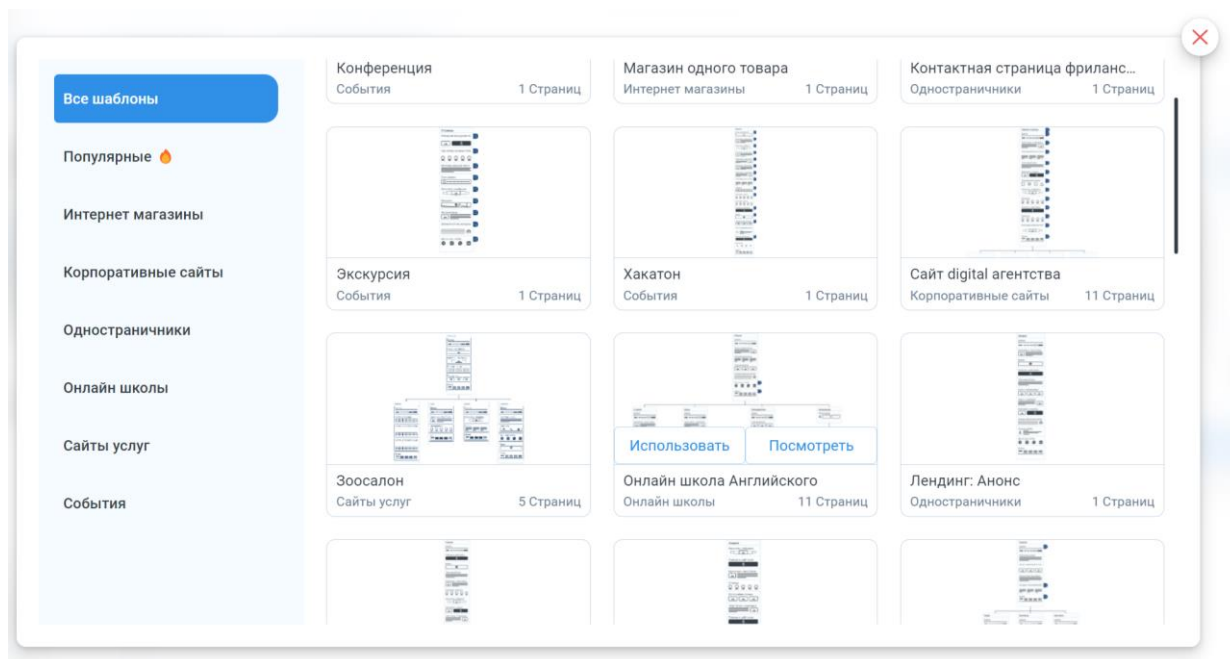 Все шаблоны
Популярные 🔥
Интернет магазины
Корпоративные сайты
Одностраничники
Онлайн школы
Сайты услуг
События
Конференция
События 1 Страниц
Магазин одного товара
Интернет магазины 1 Страниц
Контактная страница фриланс...
Одностраничники 1 Страниц
Экскурсия
События 1 Страниц
Хакатон
События 1 Страниц
Сайт digital агентства
Корпоративные сайты 11 Страниц
Зоосалон
Сайты услуг 5 Страниц
Использовать Посмотреть
Онлайн школа Английского
Онлайн школы 11 Страниц
Лендинг: Анонс
Одностраничники 1 Страниц